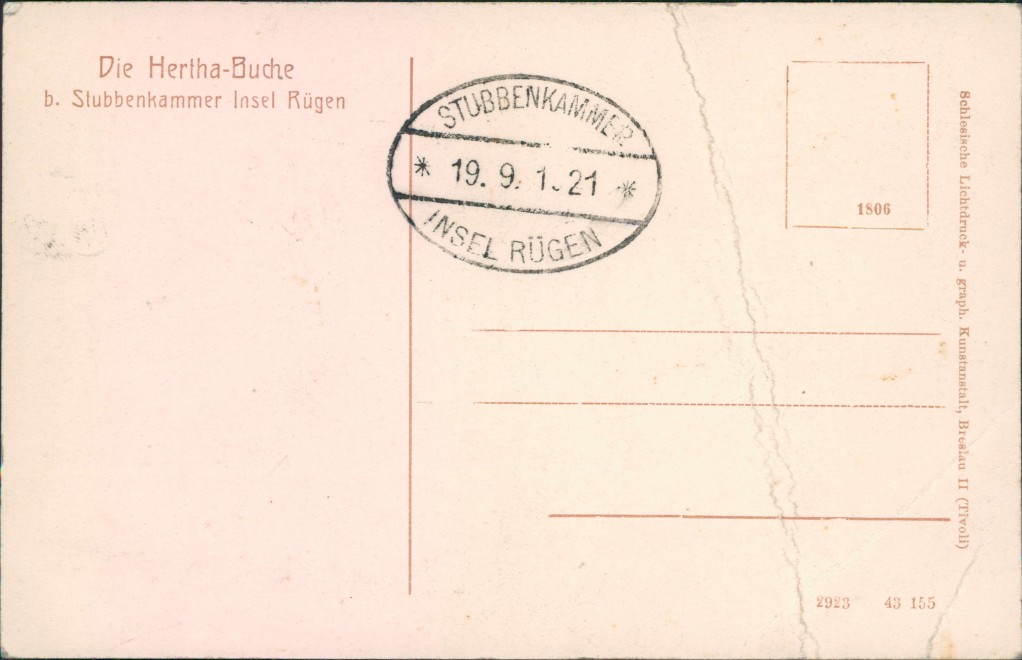 Die Hertha-Buche
b. Stubbenkammer Insel Rügen
STUBBENKAMMER
* 19. 9. 1. 21 *
INSEL RÜGEN
1806
Schlesische Lichtdruck- u. graph. Kunstanstalt, Breslau II (Tivoli)
2923 43 155